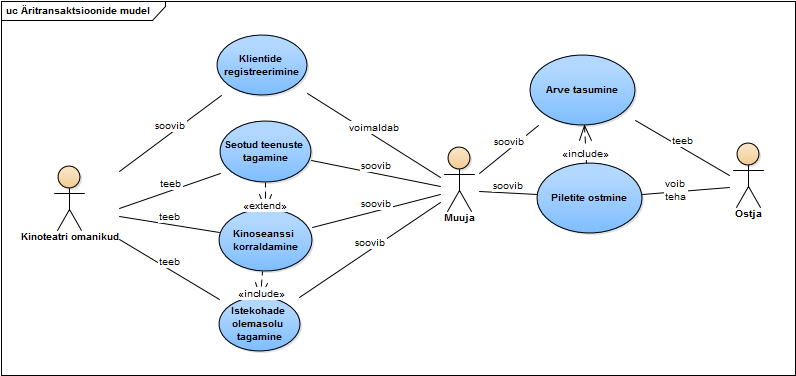 uc Äritransaktsioonide mudel
Klientide
registreerimine
Arve tasumine
soovib
voimaldab
Seotud teenuste
tagamine
soovib
teeb
«include»
soovib
teeb
soovib
voib
teha
Piletite ostmine
Kinoteatri omanikud
Muuja
Ostja
teeb
«extend»
soovib
Kinoseanssi
korraldamine
soovib
teeb
«include»
Istekohade
olemasolu
tagamine